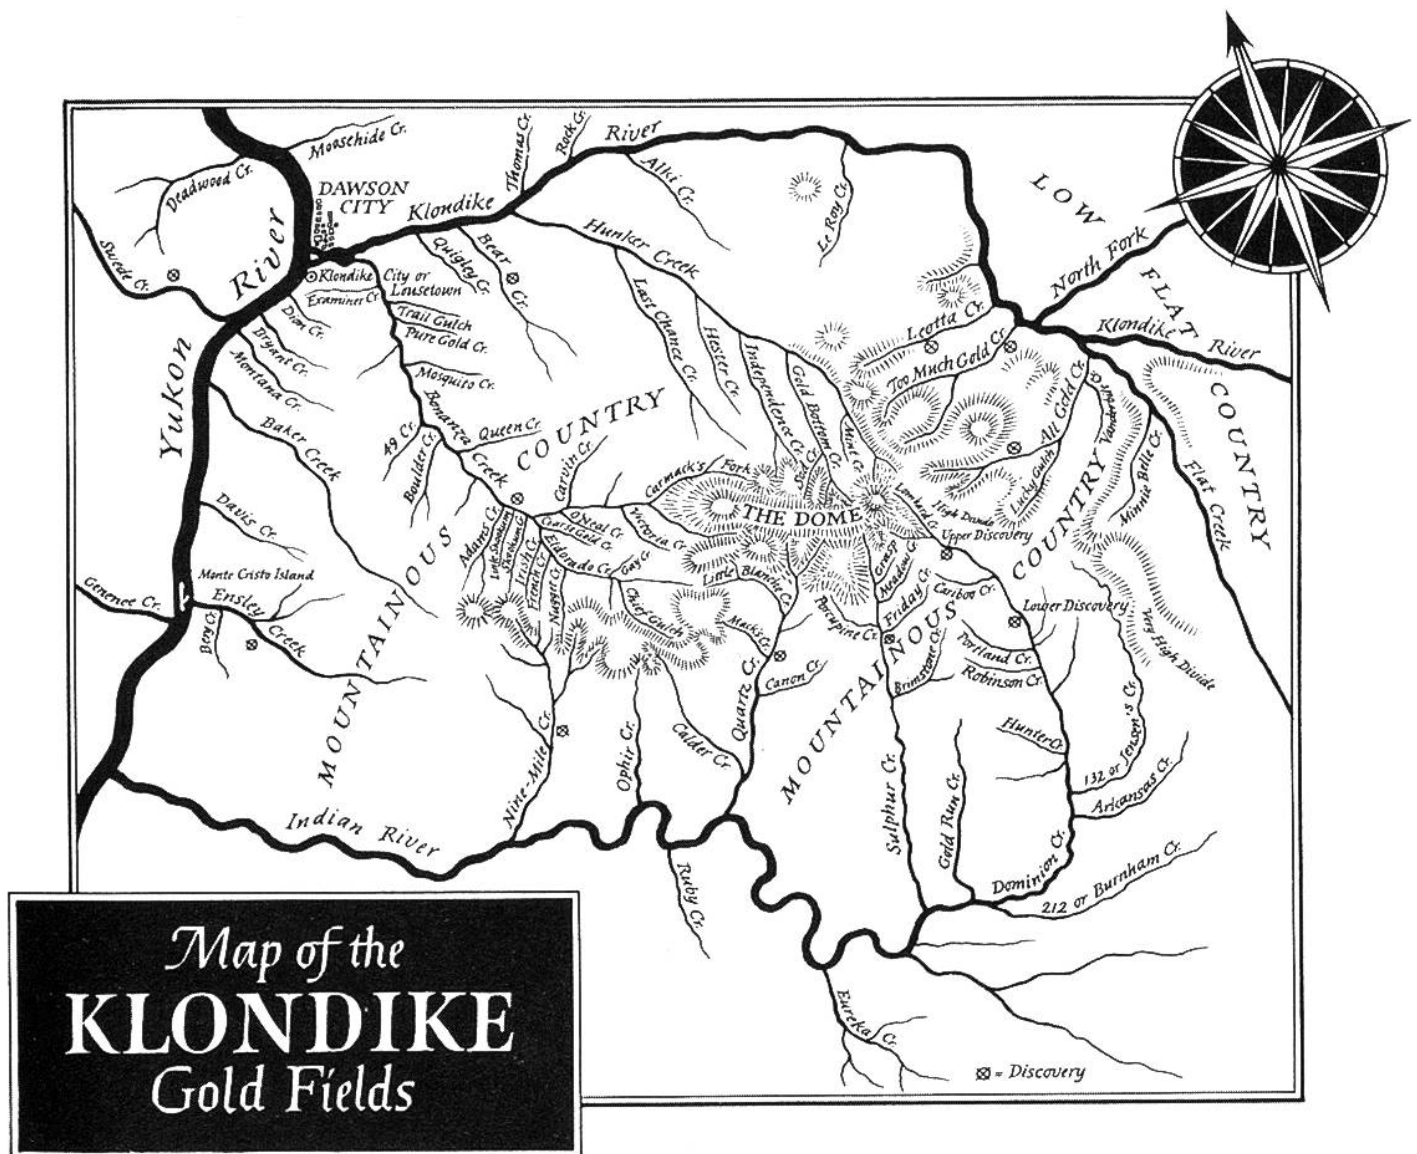 Moosehide Cr.
Deadwood Cr.
Thomas Cr.
Rock Cr.
River
Alki Cr.
Le Roy Cr.
LOW
DAWSON
CITY
Klondike
Hunker Creek
North Fork
FLAT
Swede Cr.
River
Klondike City or
Lousetown
Examiner Cr.
Quigley Cr.
Bear Cr.
Last Chance Cr.
Leotta Cr.
Klondike River
Dion Cr.
Trail Gulch
Pure Gold Cr.
Hester Cr.
Independence Cr.
Gold Bottom Cr.
Too Much Gold Cr.
All Gold Cr.
COUNTRY
Yukon
Bryant Cr.
Montana Cr.
Mosquito Cr.
Bonanza Creek
COUNTRY
Mint Cr.
Minnie Belle Cr.
Flat Creek
Baker Creek
49 Cr.
Boulder Cr.
Queen Cr.
Carvin Cr.
Carmack's Fork
Lucky Gulch
COUNTRY
Davis Cr.
Adams Cr.
Skookum G.
Irish G.
French G.
Nugget G.
Coarse Gold Cr.
O'Neal Cr.
Victoria Cr.
Eldorado Cr.
Gay G.
THE DOME
Lombard G.
Upper Discovery
Monte Cristo Island
Genenee Cr.
Ensley Creek
Bery Cr.
MOUNTAINOUS
Chief Gulch
Little Blanche Cr.
Mack's Cr.
Porcupine Cr.
Friday G.
Cariboo Cr.
Lower Discovery
Very High Divide
Quartz Cr.
Canon Cr.
MOUNTAINOUS
Brimstone Cr.
Portland Cr.
Robinson Cr.
Nine-Mile Cr.
Ophir Cr.
Calder Cr.
Sulphur Cr.
Gold Run Cr.
Hunter Cr.
132 or Jensen's Cr.
Arkansas Cr.
Indian River
Ruby Cr.
Dominion Cr.
212 or Burnham Cr.
Eureka Cr.
= Discovery
Map of the
KLONDIKE
Gold Fields